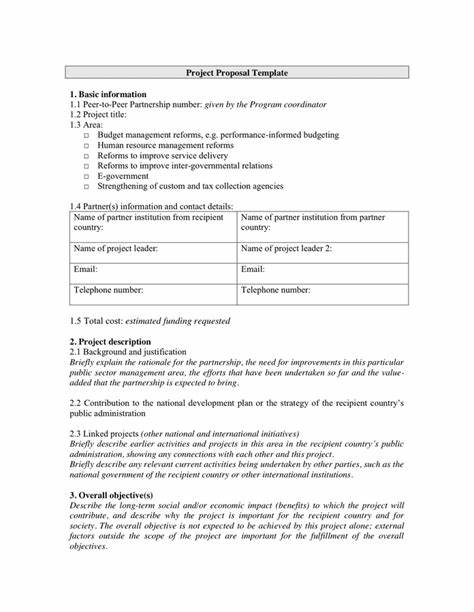 Project Proposal Template
1. Basic information
1.1 Peer-to-Peer Partnership number: given by the Program coordinator
1.2 Project title:
1.3 Area:
□ Budget management reforms, e.g. performance-informed budgeting
□ Human resource management reforms
□ Reforms to improve service delivery
□ Reforms to improve inter-governmental relations
□ E-government
□ Strengthening of custom and tax collection agencies
1.4 Partner(s) information and contact details:
Name of partner institution from recipient
country:
Name of partner institution from partner
country:
Name of project leader:
Name of project leader 2:
Email:
Email:
Telephone number:
Telephone number:
1.5 Total cost: estimated funding requested
2. Project description
2.1 Background and justification
Briefly explain the rationale for the partnership, the need for improvements in this particular
public sector management area, the efforts that have been undertaken so far and the value-
added that the partnership is expected to bring.
2.2 Contribution to the national development plan or the strategy of the recipient country's
public administration
2.3 Linked projects (other national and international initiatives)
Briefly describe earlier activities and projects in this area in the recipient country's public
administration, showing any connections with each other and this project.
Briefly describe any relevant current activities being undertaken by other parties, such as the
national government of the recipient country or other international institutions.
3. Overall objective(s)
Describe the long-term social and/or economic impact (benefits) to which the project will
contribute, and describe why the project is important for the recipient country and for
society. The overall objective is not expected to be achieved by this project alone; external
factors outside the scope of the project are important for the fulfillment of the overall
objectives.